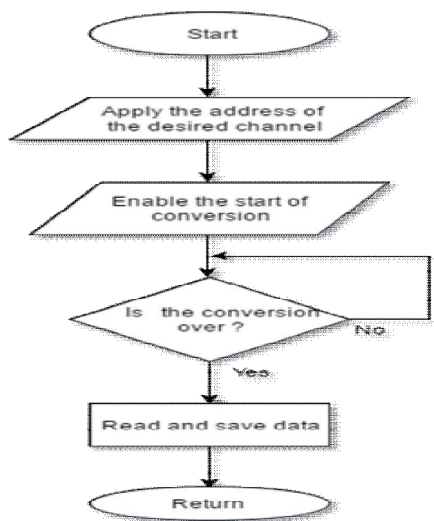 Start
Apply the address of
the desired channel
Enable the start of
conversion
Is the conversion
over ?
No
Yes
Read and save data
Return